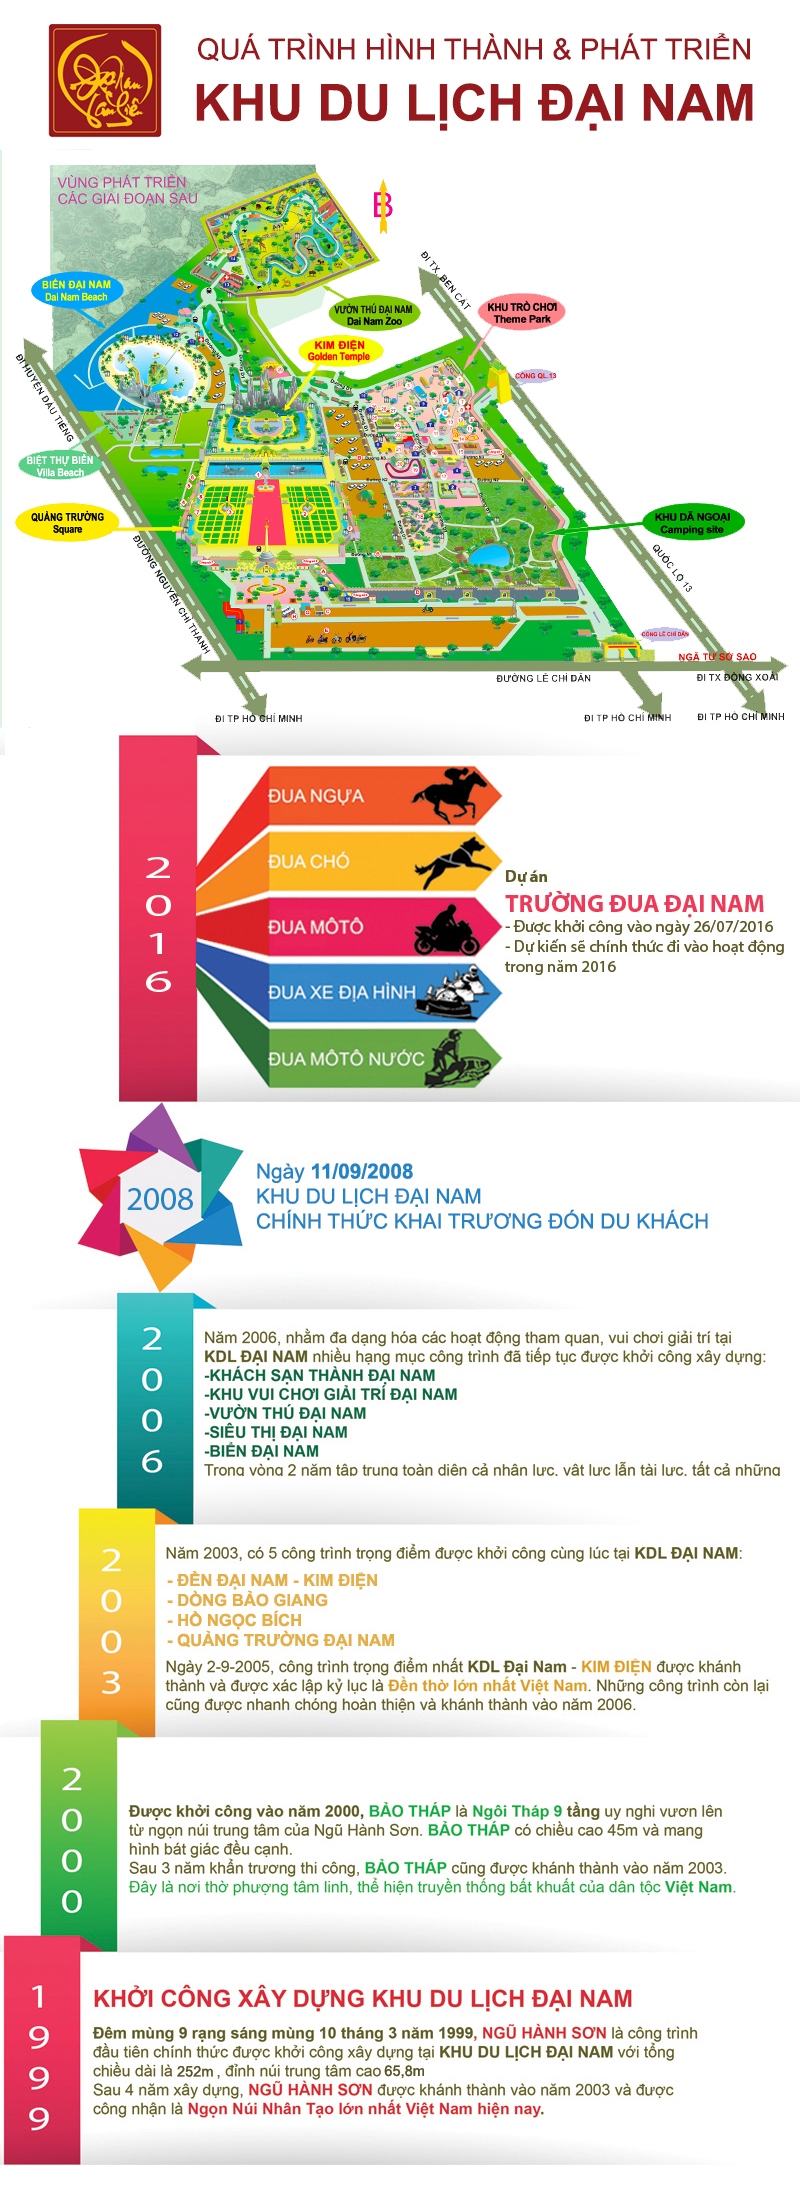 QUÁ TRÌNH HÌNH THÀNH & PHÁT TRIỂN
KHU DU LỊCH ĐẠI NAM
VÙNG PHÁT TRIỂN
CÁC GIAI ĐOẠN SAU
B
ĐI TX. BẾN CÁT
BIỂN ĐẠI NAM
Dai Nam Beach
VƯỜN THÚ ĐẠI NAM
Dai Nam Zoo
KHU TRÒ CHƠI
Theme Park
KIM ĐIỆN
Golden Temple
CỔNG QL.13
ĐI HUYỆN DẦU TIẾNG
BIỆT THỰ BIỂN
Villa Beach
QUẢNG TRƯỜNG
Square
KHU DÃ NGOẠI
Camping site
ĐƯỜNG NGUYỄN CHÍ THANH
QUỐC LỘ 13
CỔNG LÊ CHÍ DÂN
NGÃ TƯ SỞ SAO
ĐƯỜNG LÊ CHÍ DÂN
ĐI TX ĐỒNG XOÀI
ĐI TP HỒ CHÍ MINH
ĐI TP HỒ CHÍ MINH
ĐI TP HỒ CHÍ MINH
2016
ĐUA NGỰA
ĐUA CHÓ
ĐUA MÔTÔ
ĐUA XE ĐỊA HÌNH
ĐUA MÔTÔ NƯỚC
Dự án
TRƯỜNG ĐUA ĐẠI NAM
- Được khởi công vào ngày 26/07/2016
- Dự kiến sẽ chính thức đi vào hoạt động
trong năm 2016
2008
Ngày 11/09/2008
KHU DU LỊCH ĐẠI NAM
CHÍNH THỨC KHAI TRƯƠNG ĐÓN DU KHÁCH
2006
Năm 2006, nhằm đa dạng hóa các hoạt động tham quan, vui chơi giải trí tại
KDL ĐẠI NAM nhiều hạng mục công trình đã tiếp tục được khởi công xây dựng:
-KHÁCH SẠN THÀNH ĐẠI NAM
-KHU VUI CHƠI GIẢI TRÍ ĐẠI NAM
-VƯỜN THÚ ĐẠI NAM
-SIÊU THỊ ĐẠI NAM
-BIỂN ĐẠI NAM
Trong vòng 2 năm tập trung toàn diện cả nhân lực, vật lực lẫn tài lực, tất cả những
2003
Năm 2003, có 5 công trình trọng điểm được khởi công cùng lúc tại KDL ĐẠI NAM:
- ĐỀN ĐẠI NAM - KIM ĐIỆN
- DÒNG BẢO GIANG
- HỒ NGỌC BÍCH
- QUẢNG TRƯỜNG ĐẠI NAM
Ngày 2-9-2005, công trình trọng điểm nhất KDL Đại Nam - KIM ĐIỆN được khánh
thành và được xác lập kỷ lục là Đền thờ lớn nhất Việt Nam. Những công trình còn lại
cũng được nhanh chóng hoàn thiện và khánh thành vào năm 2006.
2000
Được khởi công vào năm 2000, BẢO THÁP là Ngôi Tháp 9 tầng uy nghi vươn lên
từ ngọn núi trung tâm của Ngũ Hành Sơn. BẢO THÁP có chiều cao 45m và mang
hình bát giác đều cạnh.
Sau 3 năm khẩn trương thi công, BẢO THÁP cũng được khánh thành vào năm 2003.
Đây là nơi thờ phượng tâm linh, thể hiện truyền thống bất khuất của dân tộc Việt Nam.
1999
KHỞI CÔNG XÂY DỰNG KHU DU LỊCH ĐẠI NAM
Đêm mùng 9 rạng sáng mùng 10 tháng 3 năm 1999, NGŨ HÀNH SƠN là công trình
đầu tiên chính thức được khởi công xây dựng tại KHU DU LỊCH ĐẠI NAM với tổng
chiều dài là 252m , đỉnh núi trung tâm cao 65,8m
Sau 4 năm xây dựng, NGŨ HÀNH SƠN được khánh thành vào năm 2003 và được
công nhận là Ngọn Núi Nhân Tạo lớn nhất Việt Nam hiện nay.